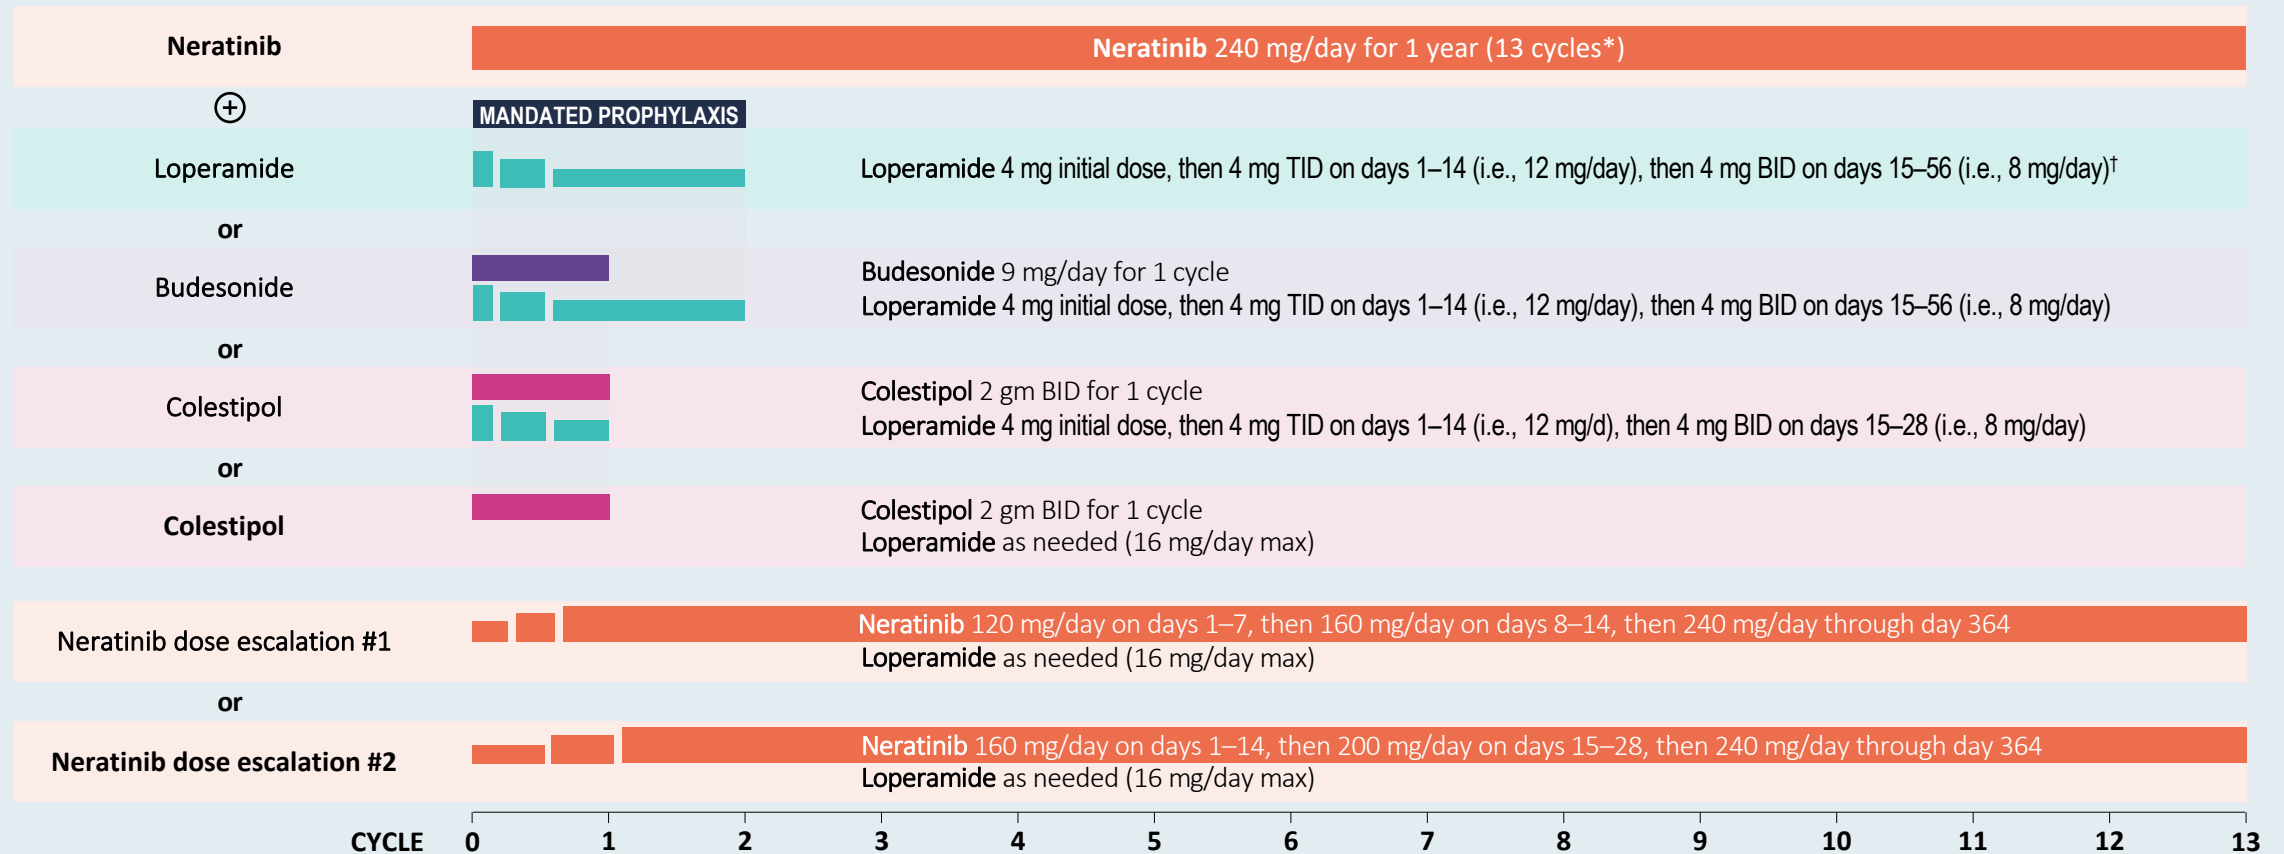 Neratinib
Neratinib 240 mg/day for 1 year (13 cycles*)
+
MANDATED PROPHYLAXIS
Loperamide
Loperamide 4 mg initial dose, then 4 mg TID on days 1–14 (i.e., 12 mg/day), then 4 mg BID on days 15–56 (i.e., 8 mg/day)†
or
Budesonide
Budesonide 9 mg/day for 1 cycle
Loperamide 4 mg initial dose, then 4 mg TID on days 1–14 (i.e., 12 mg/day), then 4 mg BID on days 15–56 (i.e., 8 mg/day)
or
Colestipol
Colestipol 2 gm BID for 1 cycle
Loperamide 4 mg initial dose, then 4 mg TID on days 1–14 (i.e., 12 mg/d), then 4 mg BID on days 15–28 (i.e., 8 mg/day)
or
Colestipol
Colestipol 2 gm BID for 1 cycle
Loperamide as needed (16 mg/day max)
Neratinib dose escalation #1
Neratinib 120 mg/day on days 1–7, then 160 mg/day on days 8–14, then 240 mg/day through day 364
Loperamide as needed (16 mg/day max)
or
Neratinib dose escalation #2
Neratinib 160 mg/day on days 1–14, then 200 mg/day on days 15–28, then 240 mg/day through day 364
Loperamide as needed (16 mg/day max)
CYCLE 0 1 2 3 4 5 6 7 8 9 10 11 12 13